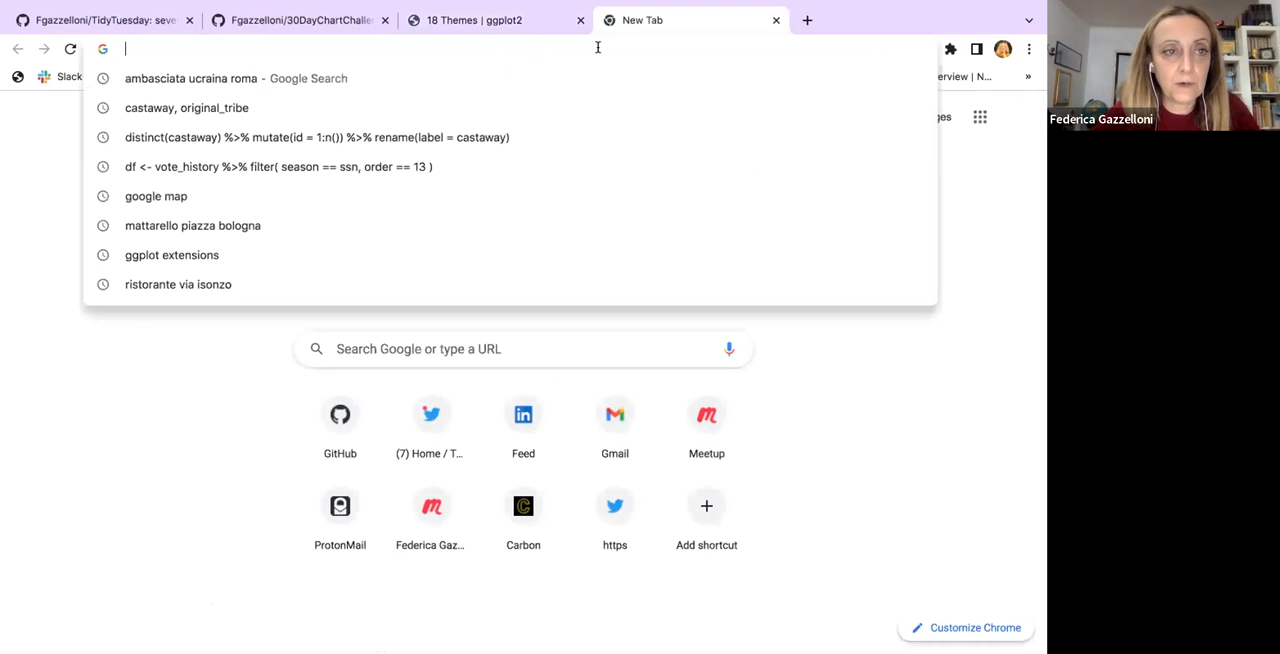 Fgazzelloni/TidyTuesday: seve
Fgazzelloni/30DayChartChalle
18 Themes | ggplot2
New Tab
Slack
ambasciata ucraina roma - Google Search
erview | N...
»
castaway, original_tribe
ges
distinct(castaway) %>% mutate(id = 1:n()) %>% rename(label = castaway)
df <- vote_history %>% filter( season == ssn, order == 13 )
google map
mattarello piazza bologna
ggplot extensions
ristorante via isonzo
Search Google or type a URL
GitHub
(7) Home / T...
Feed
Gmail
Meetup
ProtonMail
Federica Gaz...
Carbon
https
Add shortcut
Customize Chrome
Federica Gazzelloni